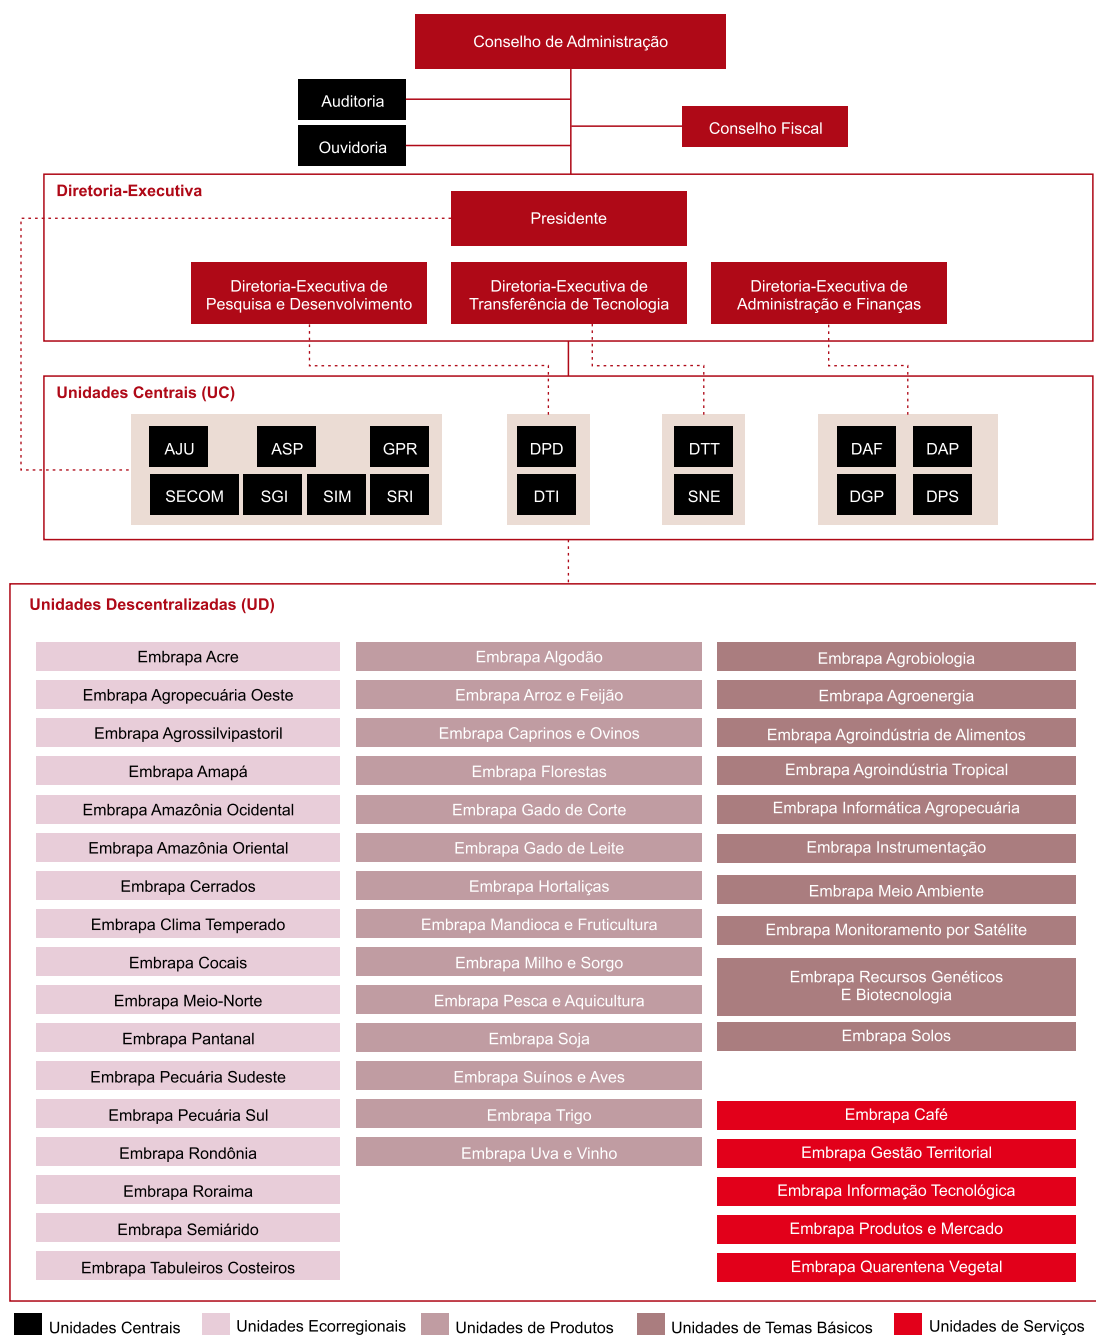 Conselho de Administração
Auditoria
Conselho Fiscal
Ouvidoria
Diretoria-Executiva
Presidente
Diretoria-Executiva de
Pesquisa e Desenvolvimento
Diretoria-Executiva de
Transferência de Tecnologia
Diretoria-Executiva de
Administração e Finanças
Unidades Centrais (UC)
AJU
ASP
GPR
SECOM
SGI
SIM
SRI
DPD
DTI
DTT
SNE
DAF
DAP
DGP
DPS
Unidades Descentralizadas (UD)
Embrapa Acre
Embrapa Agropecuária Oeste
Embrapa Agrossilvipastoril
Embrapa Amapá
Embrapa Amazônia Ocidental
Embrapa Amazônia Oriental
Embrapa Cerrados
Embrapa Clima Temperado
Embrapa Cocais
Embrapa Meio-Norte
Embrapa Pantanal
Embrapa Pecuária Sudeste
Embrapa Pecuária Sul
Embrapa Rondônia
Embrapa Roraima
Embrapa Semiárido
Embrapa Tabuleiros Costeiros
Embrapa Algodão
Embrapa Arroz e Feijão
Embrapa Caprinos e Ovinos
Embrapa Florestas
Embrapa Gado de Corte
Embrapa Gado de Leite
Embrapa Hortaliças
Embrapa Mandioca e Fruticultura
Embrapa Milho e Sorgo
Embrapa Pesca e Aquicultura
Embrapa Soja
Embrapa Suínos e Aves
Embrapa Trigo
Embrapa Uva e Vinho
Embrapa Agrobiologia
Embrapa Agroenergia
Embrapa Agroindústria de Alimentos
Embrapa Agroindústria Tropical
Embrapa Informática Agropecuária
Embrapa Instrumentação
Embrapa Meio Ambiente
Embrapa Monitoramento por Satélite
Embrapa Recursos Genéticos
E Biotecnologia
Embrapa Solos
Embrapa Café
Embrapa Gestão Territorial
Embrapa Informação Tecnológica
Embrapa Produtos e Mercado
Embrapa Quarentena Vegetal
Unidades Centrais
Unidades Ecorregionais
Unidades de Produtos
Unidades de Temas Básicos
Unidades de Serviços